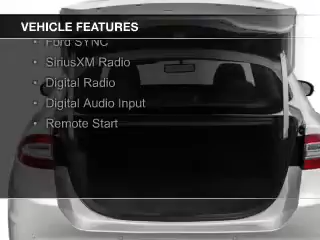 VEHICLE FEATURES
• Ford SYNC
• SiriusXM Radio
• Digital Radio
• Digital Audio Input
• Remote Start